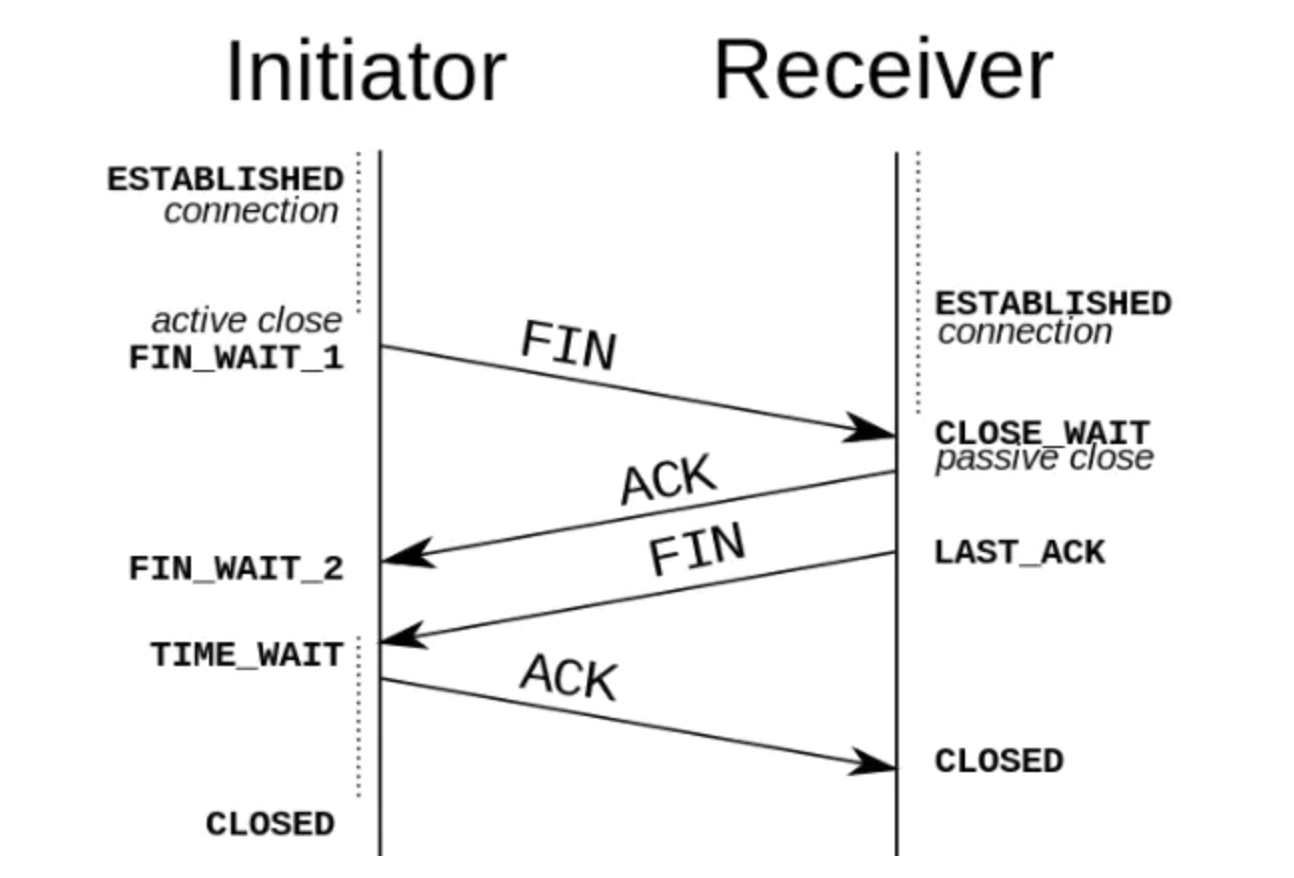 Initiator
Receiver
ESTABLISHED
connection
active close
FIN_WAIT_1
FIN
ESTABLISHED
connection
CLOSE_WAIT
passive close
ACK
FIN_WAIT_2
FIN
LAST_ACK
TIME_WAIT
ACK
CLOSED
CLOSED